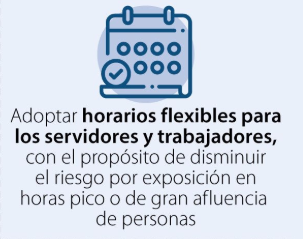 Adoptar horarios flexibles para
los servidores y trabajadores,
con el propósito de disminuir
el riesgo por exposición en
horas pico o de gran afluencia
de personas